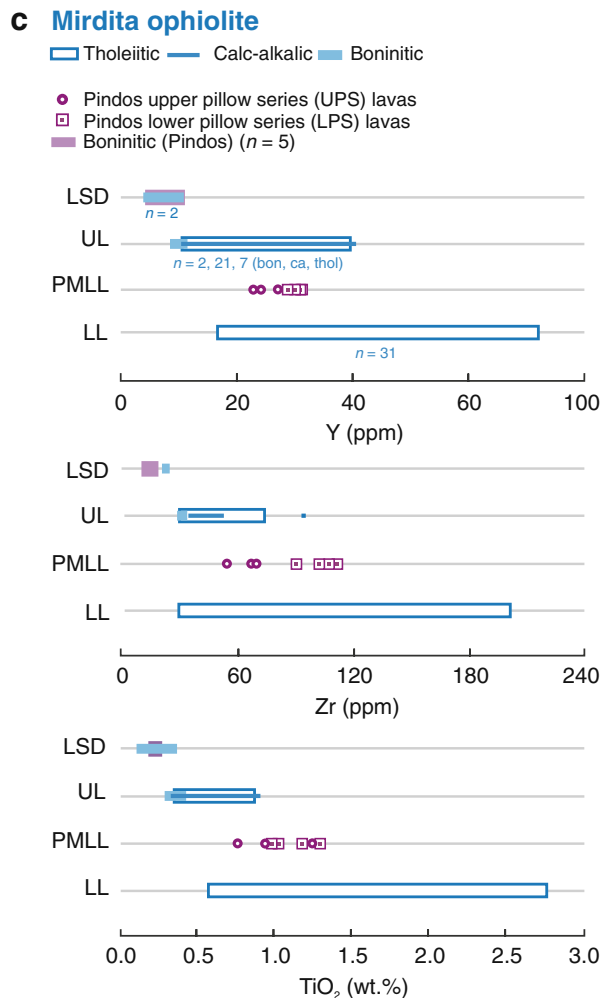 c Mirdita ophiolite
Tholeiitic Calc-alkalic Boninitic
Pindos upper pillow series (UPS) lavas
Pindos lower pillow series (LPS) lavas
Boninitic (Pindos) (n = 5)
LSD
n = 2
UL
n = 2, 21, 7 (bon, ca, thol)
PMLL
LL
n = 31
0 20 40 60 100
Y (ppm)
LSD
UL
PMLL
LL
0 60 120 180 240
Zr (ppm)
LSD
UL
PMLL
LL
0.0 0.5 1.0 1.5 2.0 2.5 3.0
TiO₂ (wt.%)